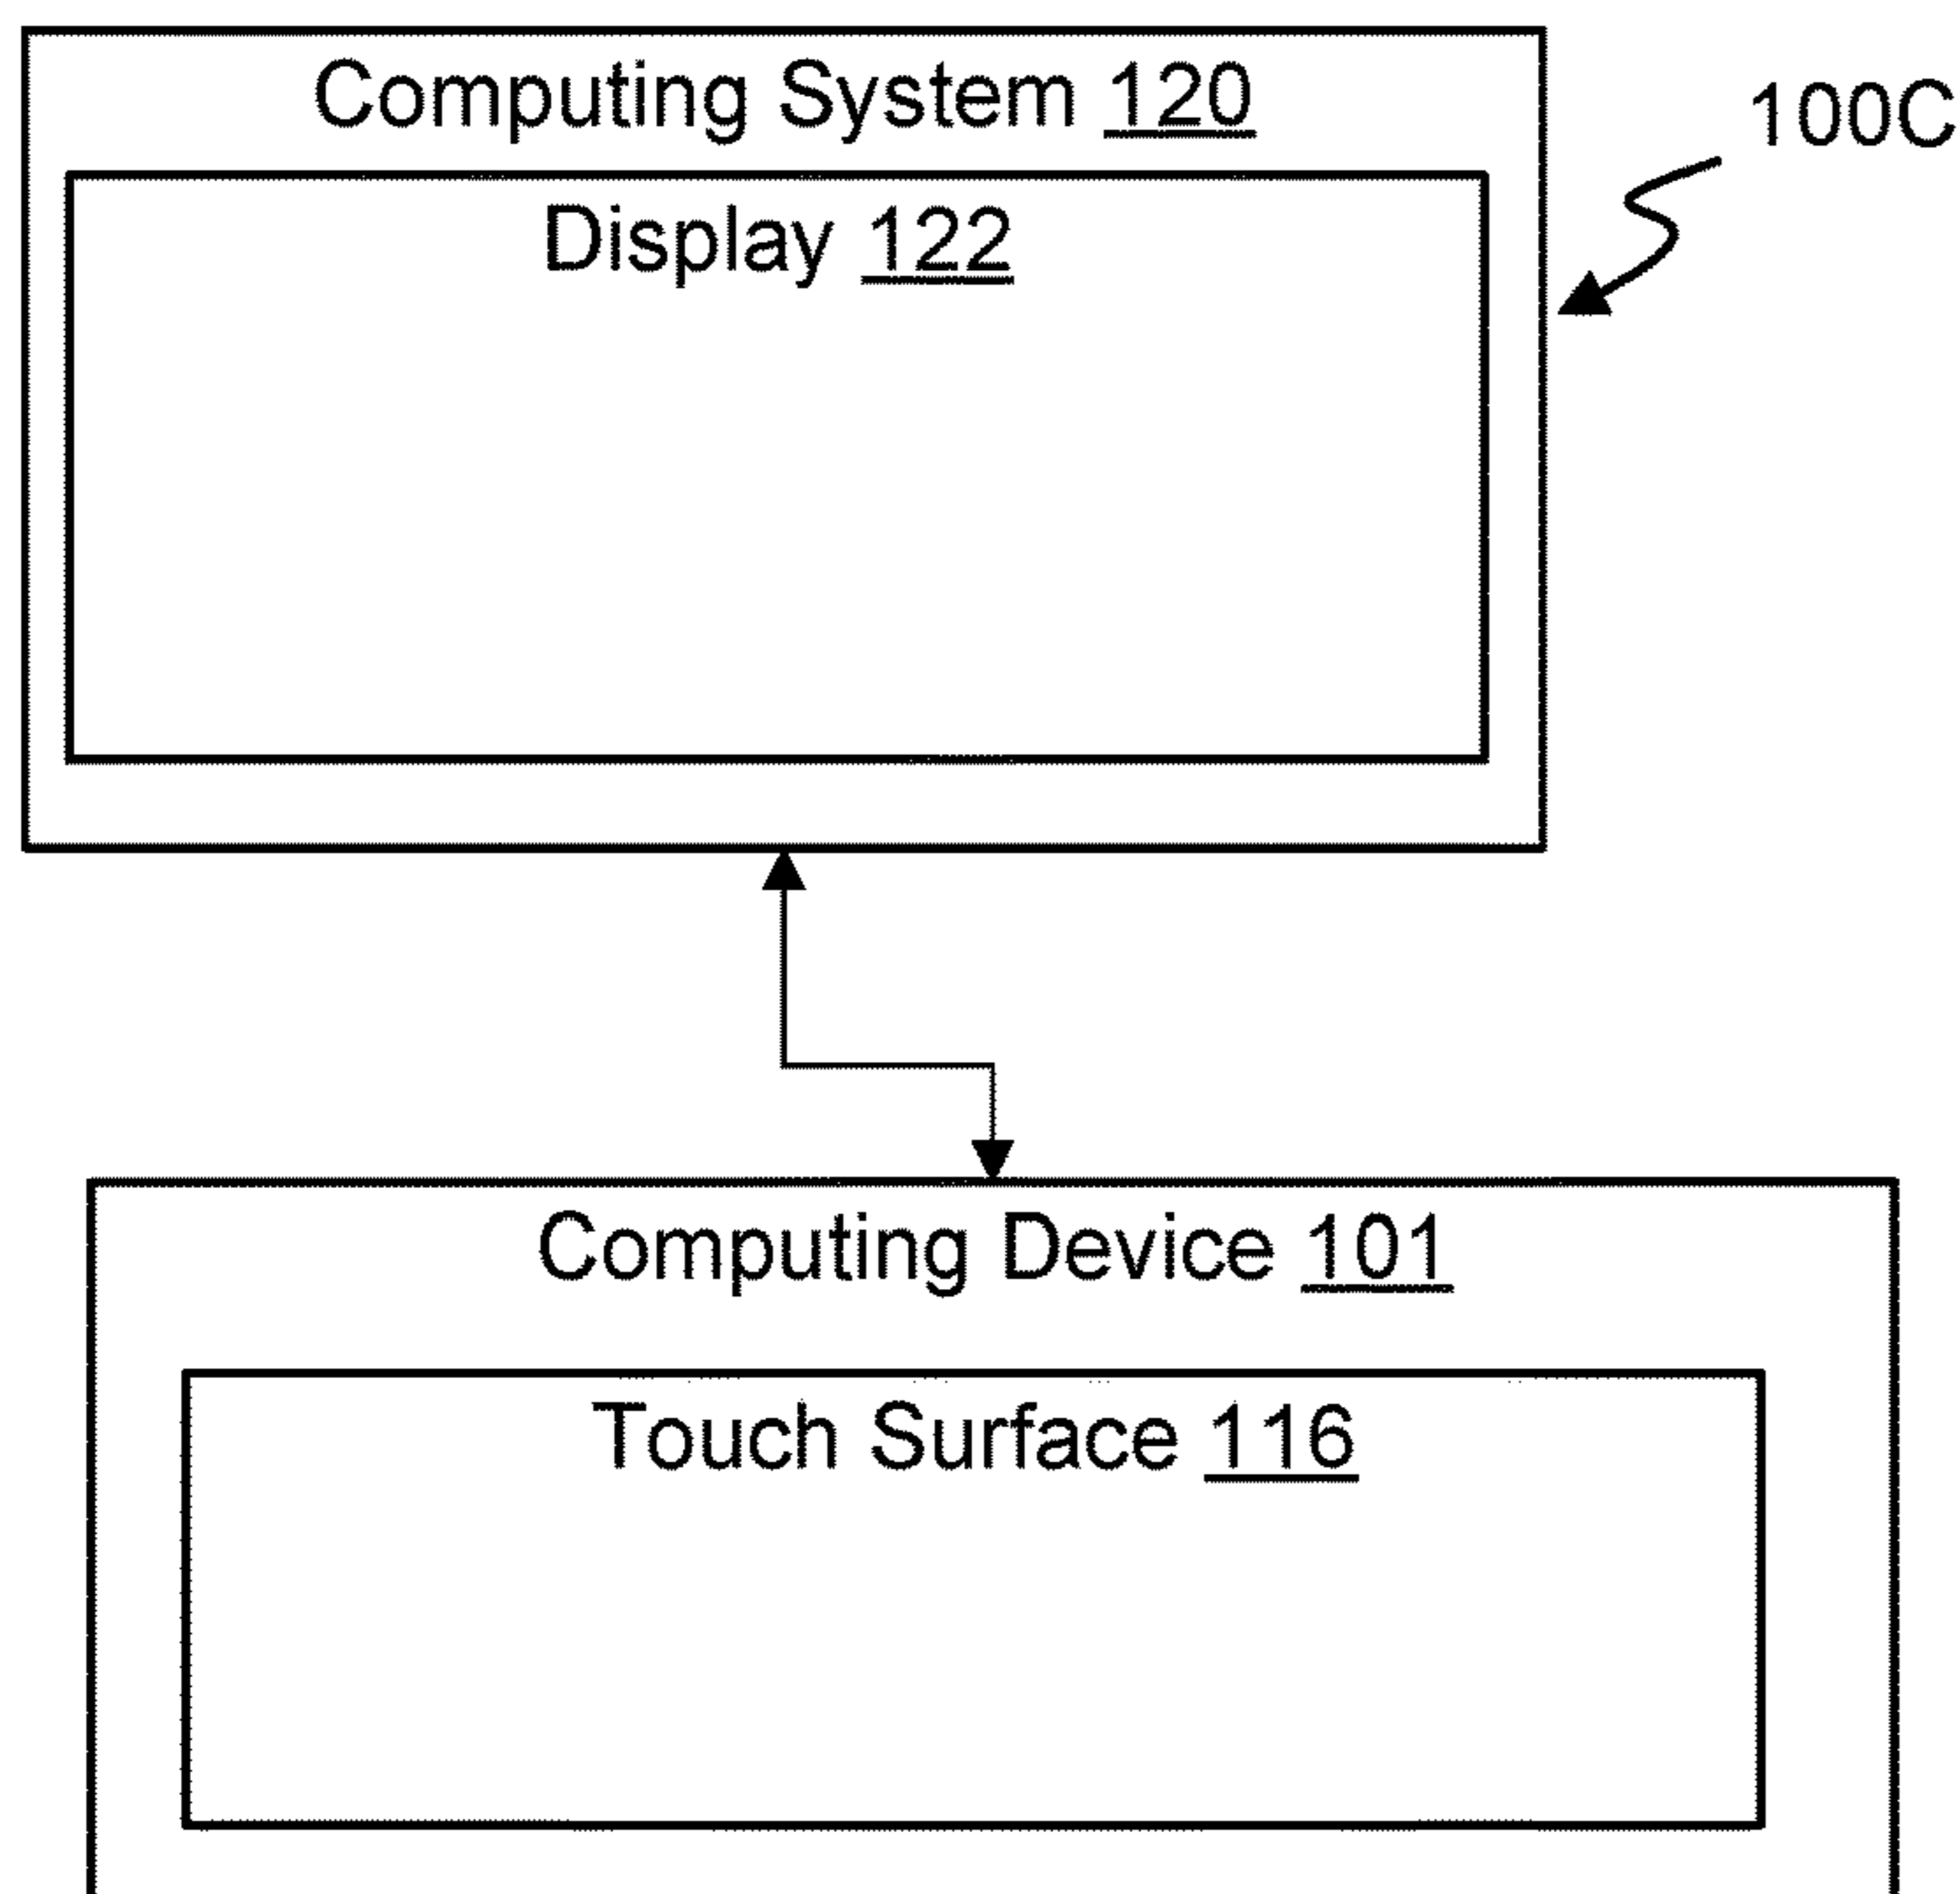 Computing System 120
100C
Display 122
Computing Device 101
Touch Surface 116